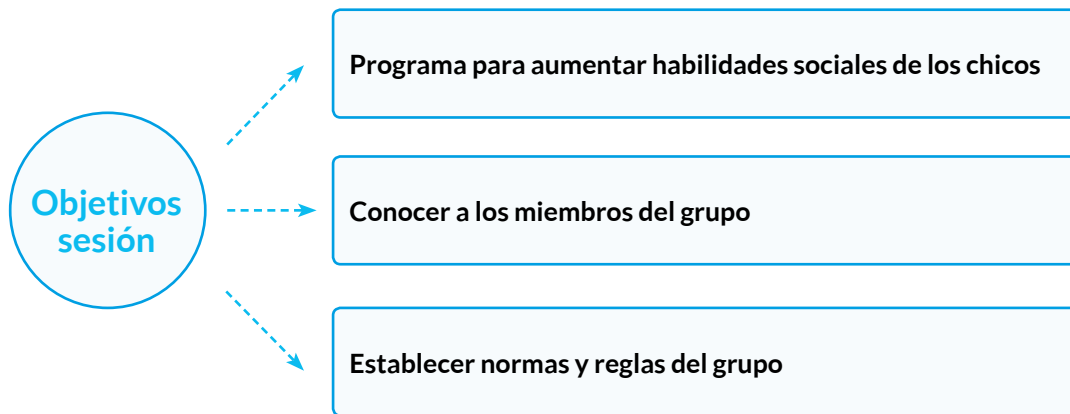 Objetivos
sesión
Programa para aumentar habilidades sociales de los chicos
Conocer a los miembros del grupo
Establecer normas y reglas del grupo